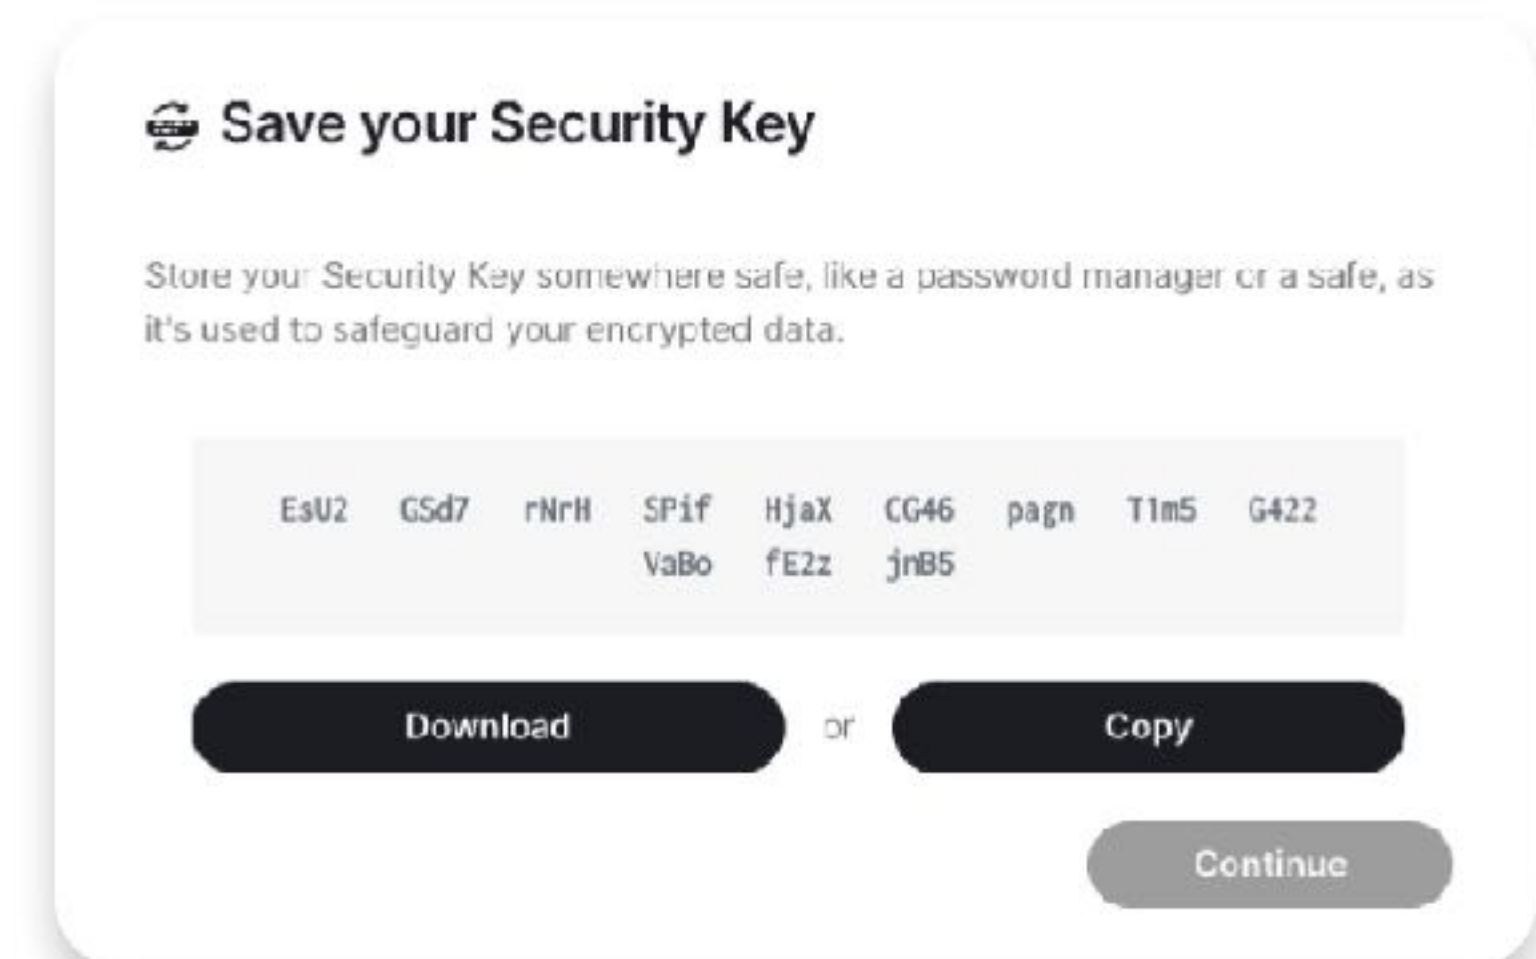 Save your Security Key
Store your Security Key somewhere safe, like a password manager or a safe, as
it's used to safeguard your encrypted data.
EsU2 GSd7 rNrH SPif HjaX CG46 pagn T1m5 G422
VaBo fE2z jnB5
Download or Copy
Continue